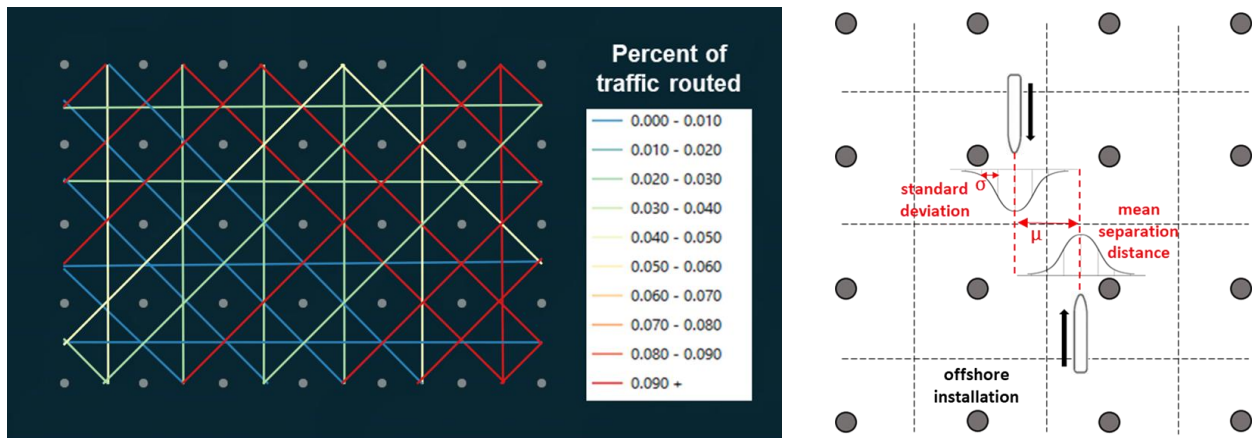 Percent of
traffic routed
0.000 - 0.010
0.010 - 0.020
0.020 - 0.030
0.030 - 0.040
0.040 - 0.050
0.050 - 0.060
0.060 - 0.070
0.070 - 0.080
0.080 - 0.090
0.090 +
σ
standard
deviation
μ
mean
separation
distance
offshore
installation